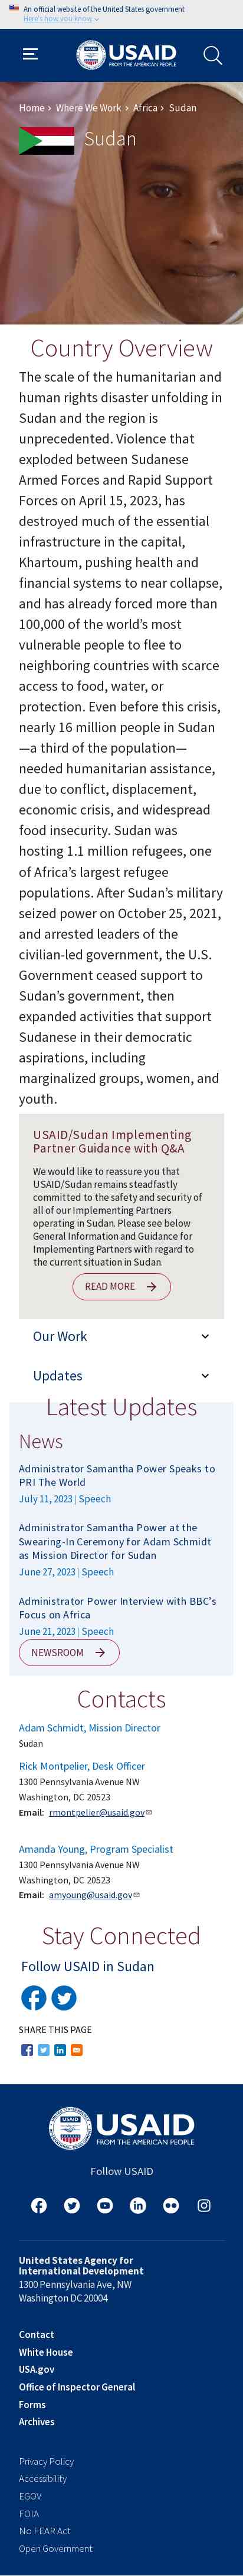 An official website of the United States government
Here's how you know
USAID
FROM THE AMERICAN PEOPLE
Home > Where We Work > Africa > Sudan
Sudan
Country Overview
The scale of the humanitarian and
human rights disaster unfolding in
Sudan and the region is
unprecedented. Violence that
exploded between Sudanese
Armed Forces and Rapid Support
Forces on April 15, 2023, has
destroyed much of the essential
infrastructure in the capital,
Khartoum, pushing health and
financial systems to near collapse,
and has already forced more than
100,000 of the world's most
vulnerable people to flee to
neighboring countries with scarce
access to food, water, or
protection. Even before this crisis,
nearly 16 million people in Sudan
—a third of the population—
needed humanitarian assistance,
due to conflict, displacement,
economic crisis, and widespread
food insecurity. Sudan was
hosting 1.1 million refugees, one
of Africa's largest refugee
populations. After Sudan's military
seized power on October 25, 2021,
and arrested leaders of the
civilian-led government, the U.S.
Government ceased support to
Sudan's government, then
expanded activities that support
Sudanese in their democratic
aspirations, including
marginalized groups, women, and
youth.
USAID/Sudan Implementing
Partner Guidance with Q&A
We would like to reassure you that
USAID/Sudan remains steadfastly
committed to the safety and security of
all of our Implementing Partners
operating in Sudan. Please see below
General Information and Guidance for
Implementing Partners with regard to
the current situation in Sudan.
READ MORE
Our Work
Updates
Latest Updates
News
Administrator Samantha Power Speaks to
PRI The World
July 11, 2023 | Speech
Administrator Samantha Power at the
Swearing-In Ceremony for Adam Schmidt
as Mission Director for Sudan
June 27, 2023 | Speech
Administrator Power Interview with BBC's
Focus on Africa
June 21, 2023 | Speech
NEWSROOM
Contacts
Adam Schmidt, Mission Director
Sudan
Rick Montpelier, Desk Officer
1300 Pennsylvania Avenue NW
Washington, DC 20523
Email: rmontpelier@usaid.gov
Amanda Young, Program Specialist
1300 Pennsylvania Avenue NW
Washington, DC 20523
Email: amyoung@usaid.gov
Stay Connected
Follow USAID in Sudan
SHARE THIS PAGE
USAID
FROM THE AMERICAN PEOPLE
Follow USAID
United States Agency for
International Development
1300 Pennsylvania Ave, NW
Washington DC 20004
Contact
White House
USA.gov
Office of Inspector General
Forms
Archives
Privacy Policy
Accessibility
EGOV
FOIA
No FEAR Act
Open Government